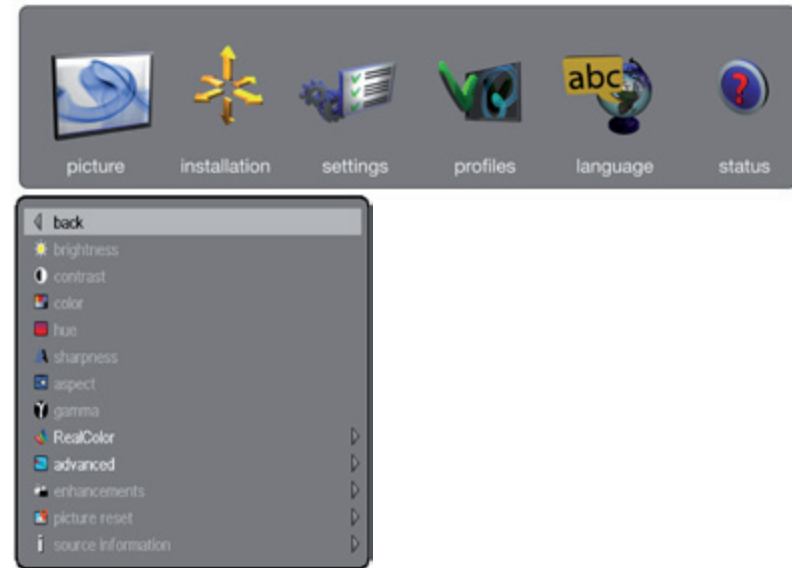 abc
?
picture installation settings profiles language status
back
brightness
contrast
color
hue
sharpness
aspect
gamma
RealColor
advanced
enhancements
picture reset
i source information